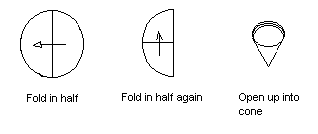 Fold in half
Fold in half again
Open up into
cone